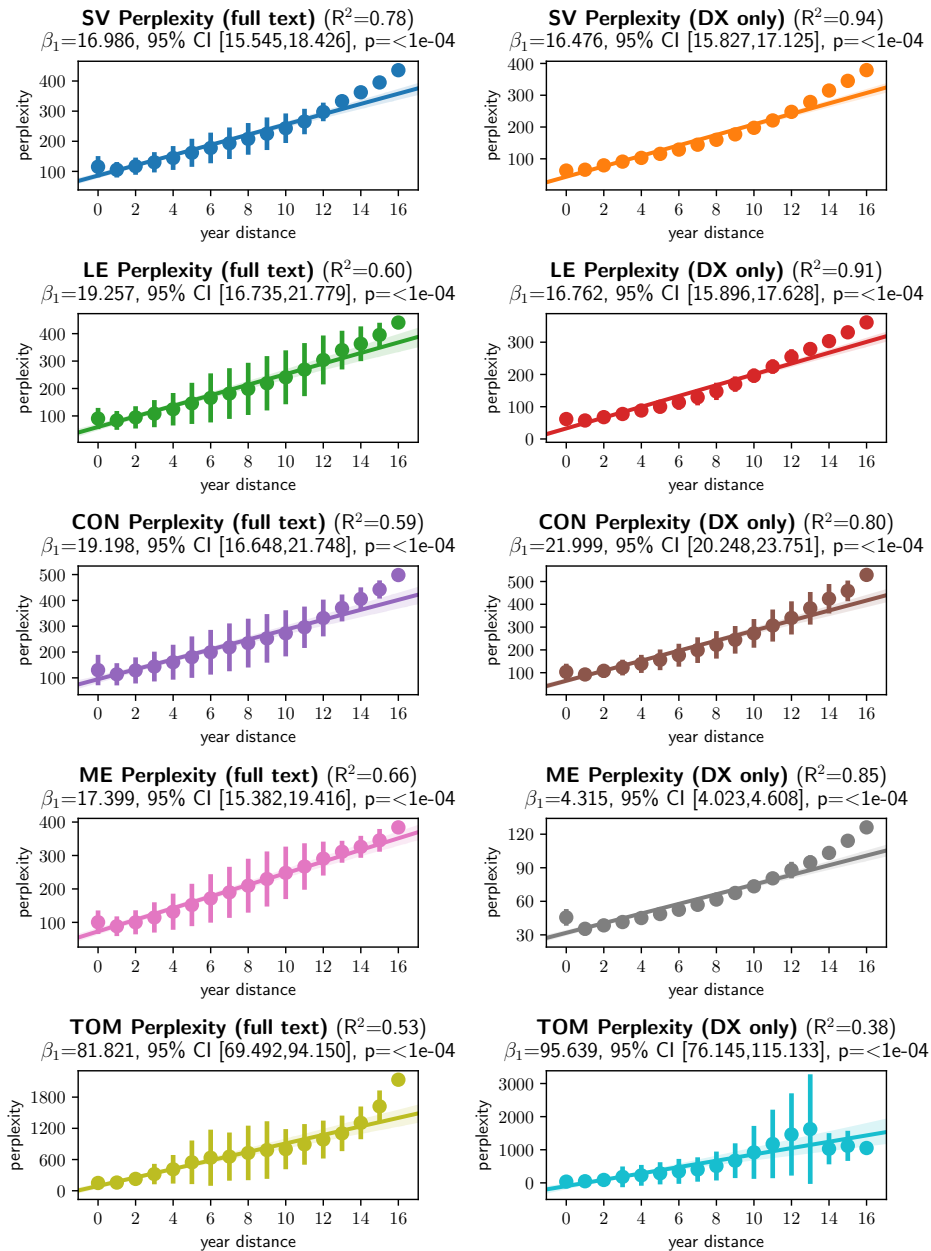 SV Perplexity (full text) (R²=0.78)
β₁=16.986, 95% CI [15.545,18.426], p=<1e-04
400
300
200
100
perplexity
0 2 4 6 8 10 12 14 16
year distance
SV Perplexity (DX only) (R²=0.94)
β₁=16.476, 95% CI [15.827,17.125], p=<1e-04
400
300
200
100
perplexity
0 2 4 6 8 10 12 14 16
year distance
LE Perplexity (full text) (R²=0.60)
β₁=19.257, 95% CI [16.735,21.779], p=<1e-04
400
300
200
100
perplexity
0 2 4 6 8 10 12 14 16
year distance
LE Perplexity (DX only) (R²=0.91)
β₁=16.762, 95% CI [15.896,17.628], p=<1e-04
300
200
100
0
perplexity
0 2 4 6 8 10 12 14 16
year distance
CON Perplexity (full text) (R²=0.59)
β₁=19.198, 95% CI [16.648,21.748], p=<1e-04
500
400
300
200
100
perplexity
0 2 4 6 8 10 12 14 16
year distance
CON Perplexity (DX only) (R²=0.80)
β₁=21.999, 95% CI [20.248,23.751], p=<1e-04
500
400
300
200
100
perplexity
0 2 4 6 8 10 12 14 16
year distance
ME Perplexity (full text) (R²=0.66)
β₁=17.399, 95% CI [15.382,19.416], p=<1e-04
400
300
200
100
perplexity
0 2 4 6 8 10 12 14 16
year distance
ME Perplexity (DX only) (R²=0.85)
β₁=4.315, 95% CI [4.023,4.608], p=<1e-04
120
90
60
30
perplexity
0 2 4 6 8 10 12 14 16
year distance
TOM Perplexity (full text) (R²=0.53)
β₁=81.821, 95% CI [69.492,94.150], p=<1e-04
1800
1200
600
0
perplexity
0 2 4 6 8 10 12 14 16
year distance
TOM Perplexity (DX only) (R²=0.38)
β₁=95.639, 95% CI [76.145,115.133], p=<1e-04
3000
2000
1000
0
perplexity
0 2 4 6 8 10 12 14 16
year distance